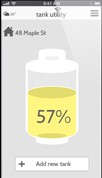 9:41 AM
tank utility
48 Maple St
57%
+ Add new tank